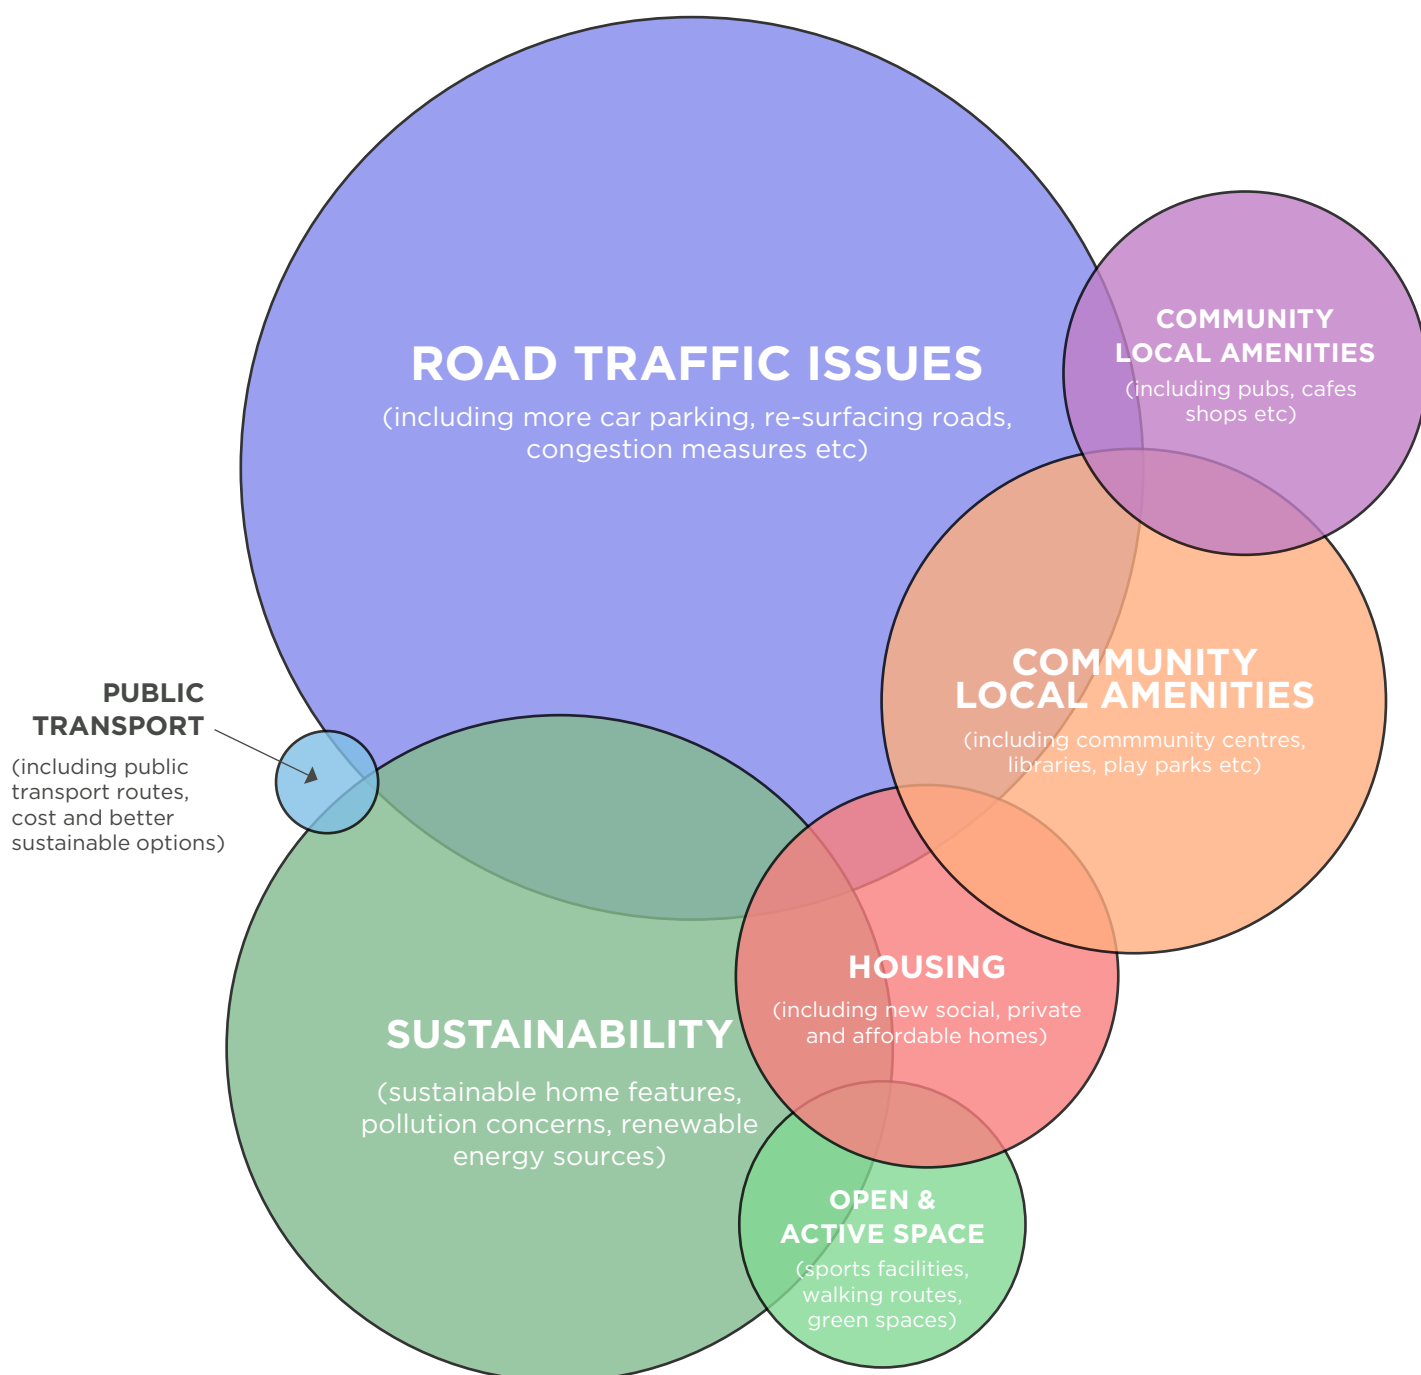 ROAD TRAFFIC ISSUES
(including more car parking, re-surfacing roads,
congestion measures etc)
COMMUNITY
LOCAL AMENITIES
(including pubs, cafes
shops etc)
COMMUNITY
LOCAL AMENITIES
(including commmunity centres,
libraries, play parks etc)
PUBLIC
TRANSPORT
(including public
transport routes,
cost and better
sustainable options)
HOUSING
(including new social, private
and affordable homes)
SUSTAINABILITY
(sustainable home features,
pollution concerns, renewable
energy sources)
OPEN &
ACTIVE SPACE
(sports facilities,
walking routes,
green spaces)